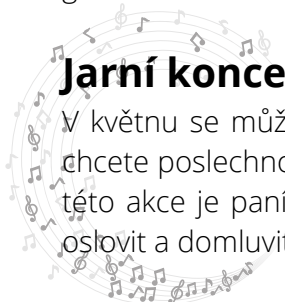 Jarní konce
V květnu se můž
chcete poslechno
této akce je paní
oslovit a domluvit